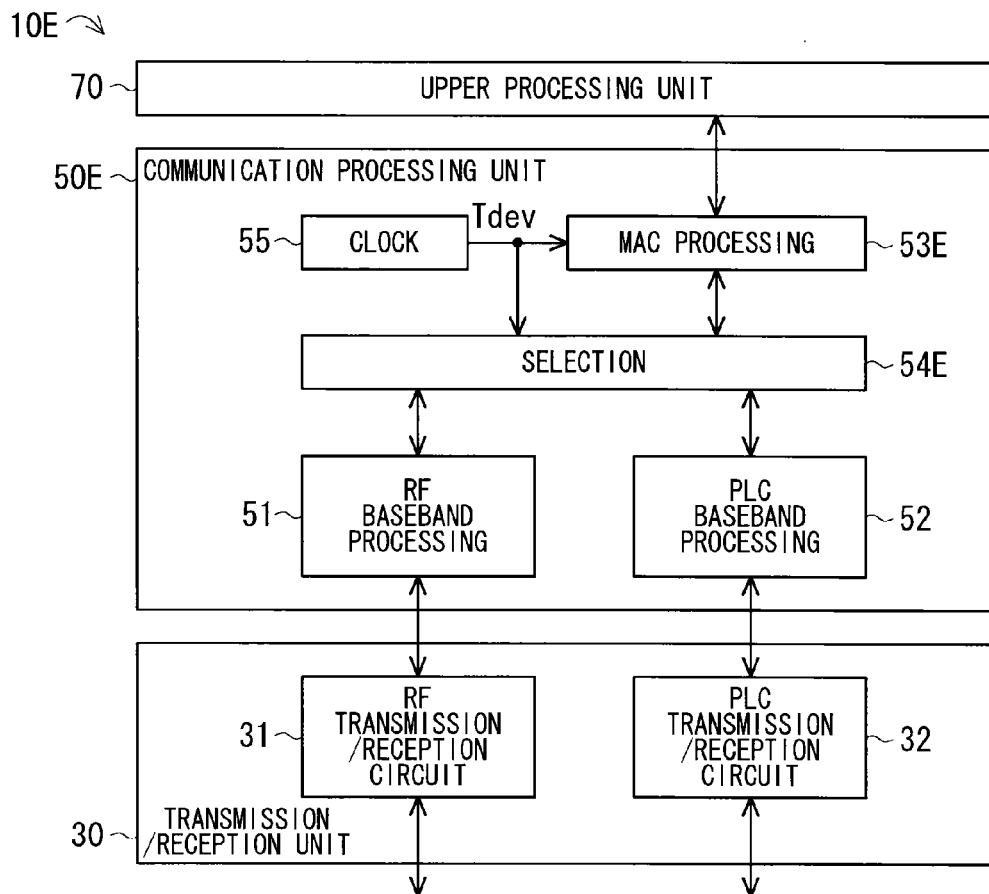 10E
70
UPPER PROCESSING UNIT
50E
COMMUNICATION PROCESSING UNIT
Tdev
55
CLOCK
MAC PROCESSING
53E
SELECTION
54E
51
RF
BASEBAND
PROCESSING
PLC
BASEBAND
PROCESSING
52
31
RF
TRANSMISSION
/RECEPTION
CIRCUIT
PLC
TRANSMISSION
/RECEPTION
CIRCUIT
32
30
TRANSMISSION
/RECEPTION UNIT